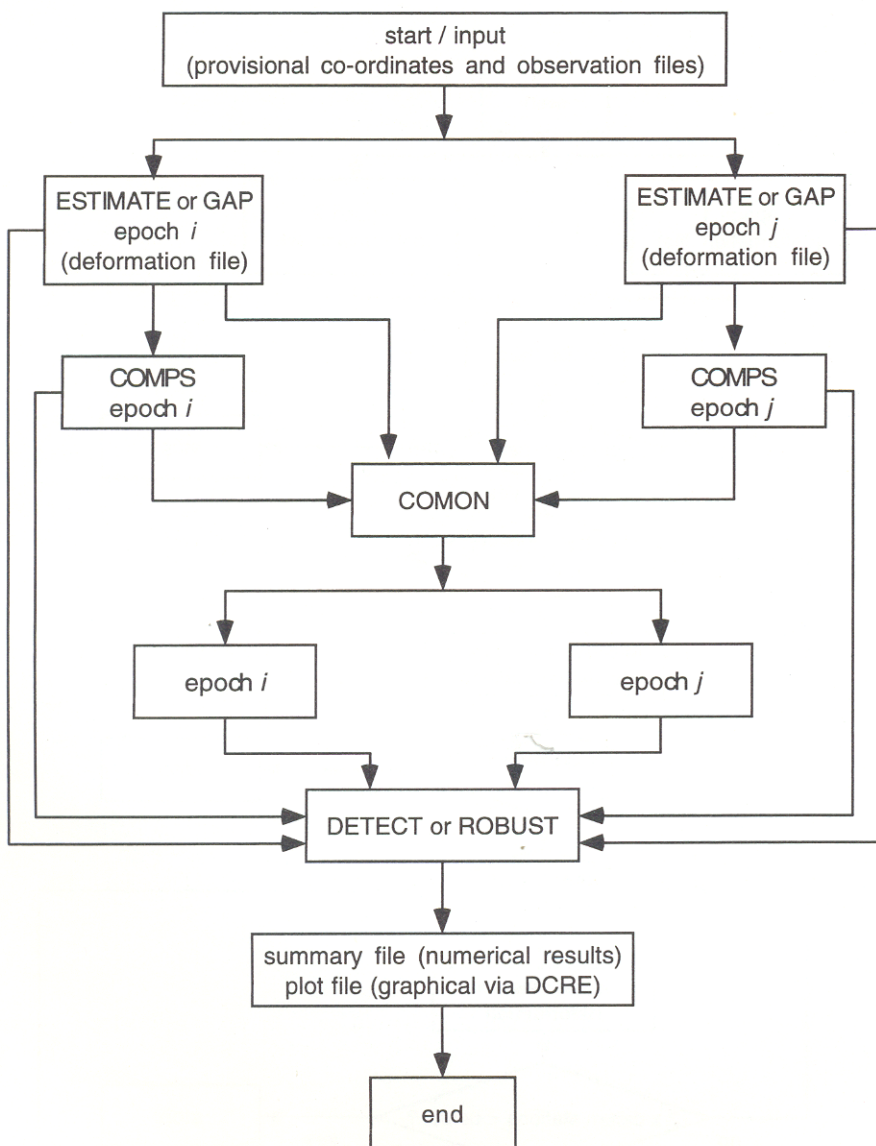 start / input
(provisional co-ordinates and observation files)
ESTIMATE or GAP
epoch i
(deformation file)
ESTIMATE or GAP
epoch j
(deformation file)
COMPS
epoch i
COMPS
epoch j
COMON
epoch i
epoch j
DETECT or ROBUST
summary file (numerical results)
plot file (graphical via DCRE)
end